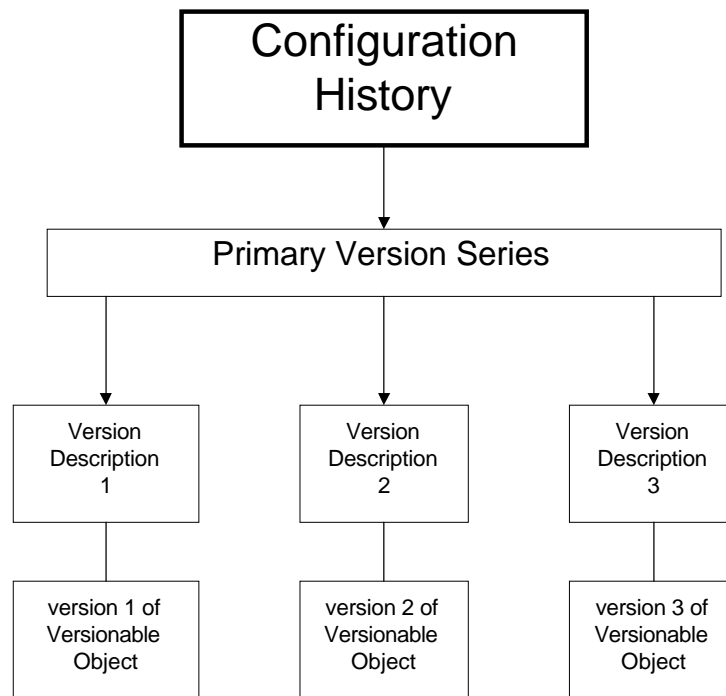 Configuration
History
Primary Version Series
Version
Description
1
Version
Description
2
Version
Description
3
version 1 of
Versionable
Object
version 2 of
Versionable
Object
version 3 of
Versionable
Object